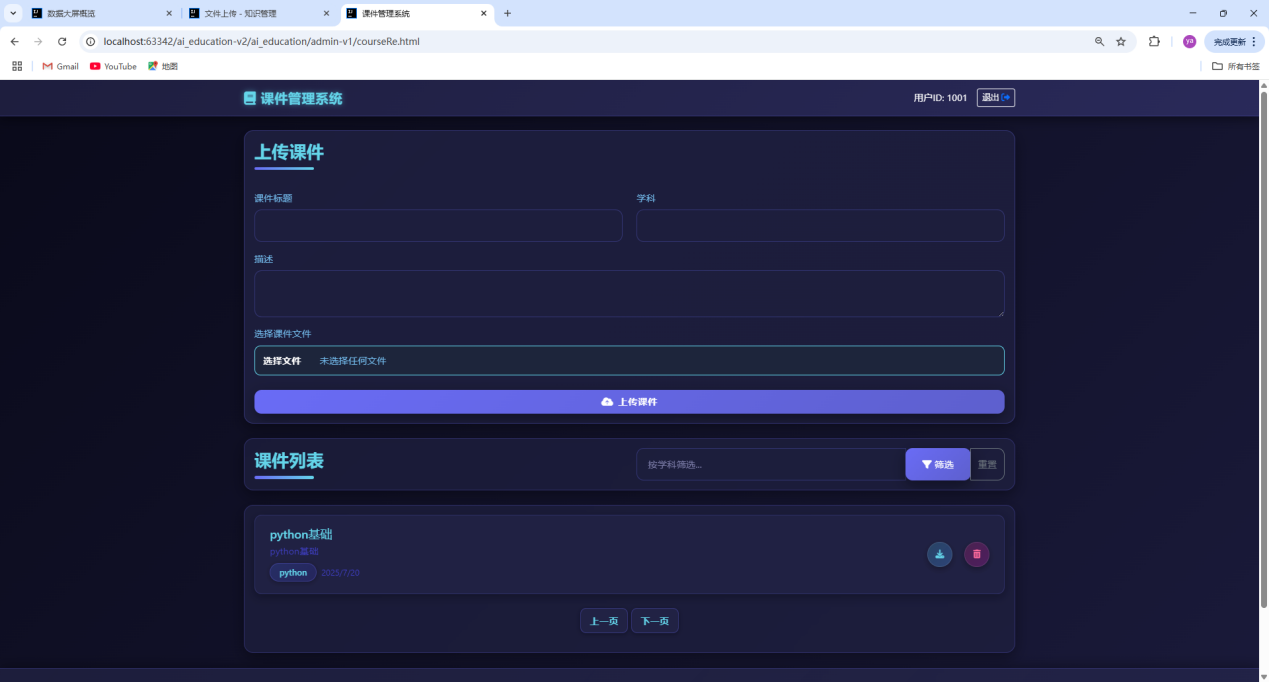 数据大屏概览
文件上传 - 知识管理
课件管理系统
localhost:63342/ai_education-v2/ai_education/admin-v1/courseRe.html
ya
完成更新
Gmail
YouTube
地图
所有书签
课件管理系统
用户ID: 1001
退出
上传课件
课件标题
学科
描述
选择课件文件
选择文件
未选择任何文件
上传课件
课件列表
按学科筛选...
筛选
重置
python基础
python基础
python
2025/7/20
上一页
下一页